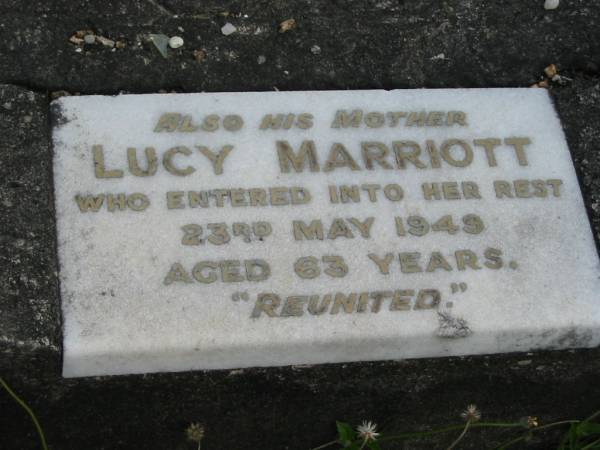 ALSO HIS MOTHER
LUCY MARRIOTT
WHO ENTERED INTO HER REST
23RD MAY 1949
AGED 63 YEARS.
"REUNITED."